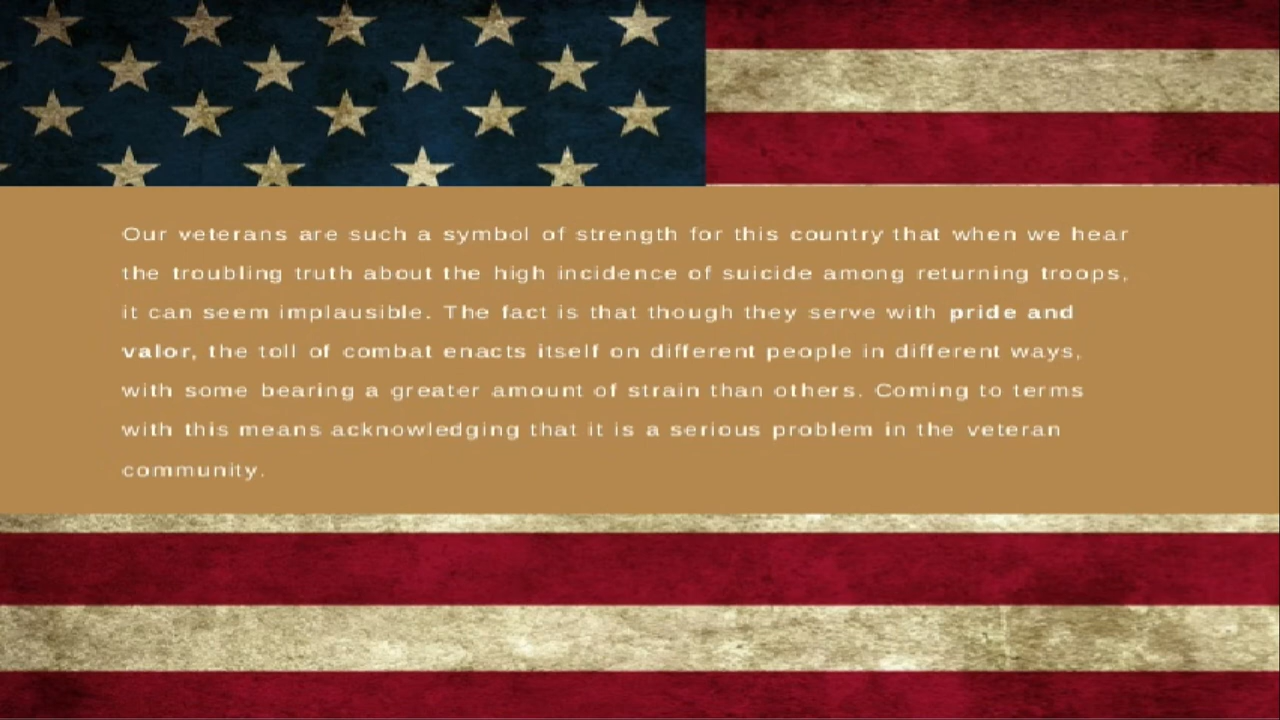 Our veterans are such a symbol of strength for this country that when we hear
the troubling truth about the high incidence of suicide among returning troops,
it can seem implausible. The fact is that though they serve with pride and
valor, the toll of combat enacts itself on different people in different ways,
with some bearing a greater amount of strain than others. Coming to terms
with this means acknowledging that it is a serious problem in the veteran
community.